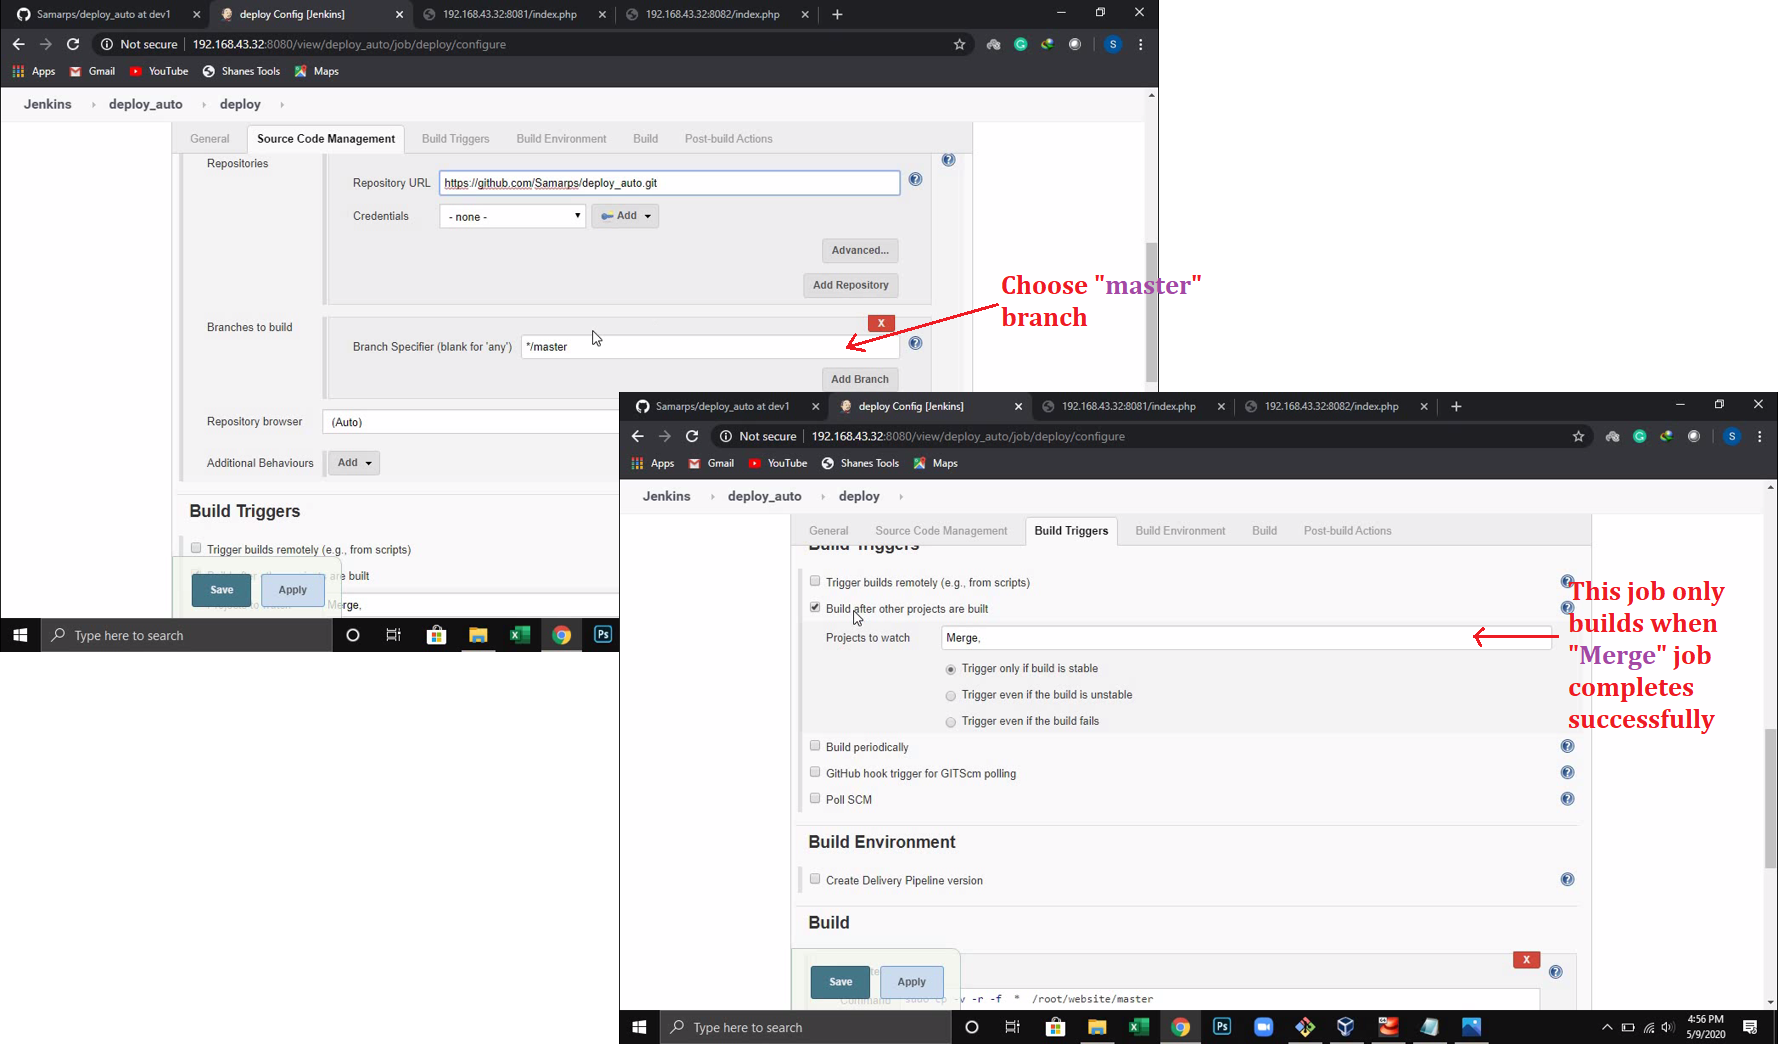 Samarps/deploy_auto at dev1
deploy Config [Jenkins]
192.168.43.32:8081/index.php
192.168.43.32:8082/index.php
Not secure
192.168.43.32:8080/view/deploy_auto/job/deploy/configure
S
Apps
Gmail
YouTube
Shanes Tools
Maps
Jenkins
deploy_auto
deploy
General
Source Code Management
Build Triggers
Build Environment
Build
Post-build Actions
Repositories
Repository URL
https://github.com/Samarps/deploy_auto.git
Credentials
- none -
Add
Advanced...
Add Repository
Choose "master"
branch
Branches to build
X
Branch Specifier (blank for 'any')
*/master
Add Branch
Repository browser
(Auto)
Additional Behaviours
Add
Build Triggers
Trigger builds remotely (e.g., from scripts)
are built
Save
Apply
Merge,
Type here to search
Ps
Samarps/deploy_auto at dev1
deploy Config [Jenkins]
192.168.43.32:8081/index.php
192.168.43.32:8082/index.php
Not secure
192.168.43.32:8080/view/deploy_auto/job/deploy/configure
S
Apps
Gmail
YouTube
Shanes Tools
Maps
Jenkins
deploy_auto
deploy
General
Source Code Management
Build Triggers
Build Environment
Build
Post-build Actions
Build Triggers
Trigger builds remotely (e.g., from scripts)
Build after other projects are built
Projects to watch
Merge,
Trigger only if build is stable
Trigger even if the build is unstable
Trigger even if the build fails
This job only
builds when
"Merge" job
completes
successfully
Build periodically
GitHub hook trigger for GITScm polling
Poll SCM
Build Environment
Create Delivery Pipeline version
Build
X
Save
Apply
Command
sudo cp -v -r -f * /root/website/master
Type here to search
Ps
4:56 PM
5/9/2020